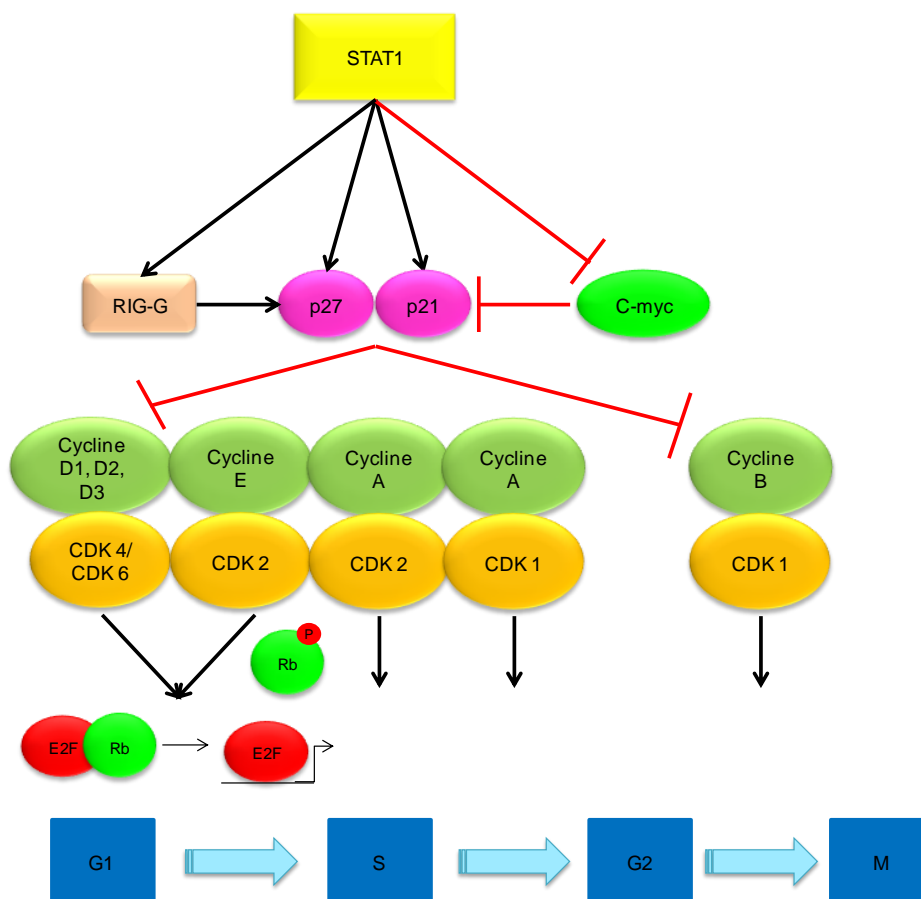 STAT1
RIG-G
p27
p21
C-myc
Cycline
D1, D2,
D3
Cycline
E
Cycline
A
Cycline
A
Cycline
B
CDK 4/
CDK 6
CDK 2
CDK 2
CDK 1
CDK 1
P
Rb
E2F
Rb
E2F
G1
S
G2
M